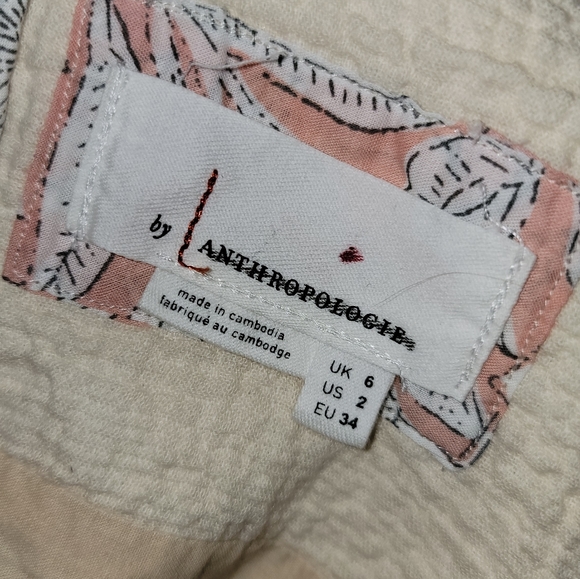 by ANTHROPOLOGIE
made in cambodia
fabriqué au cambodge
UK 6
US 2
EU 34